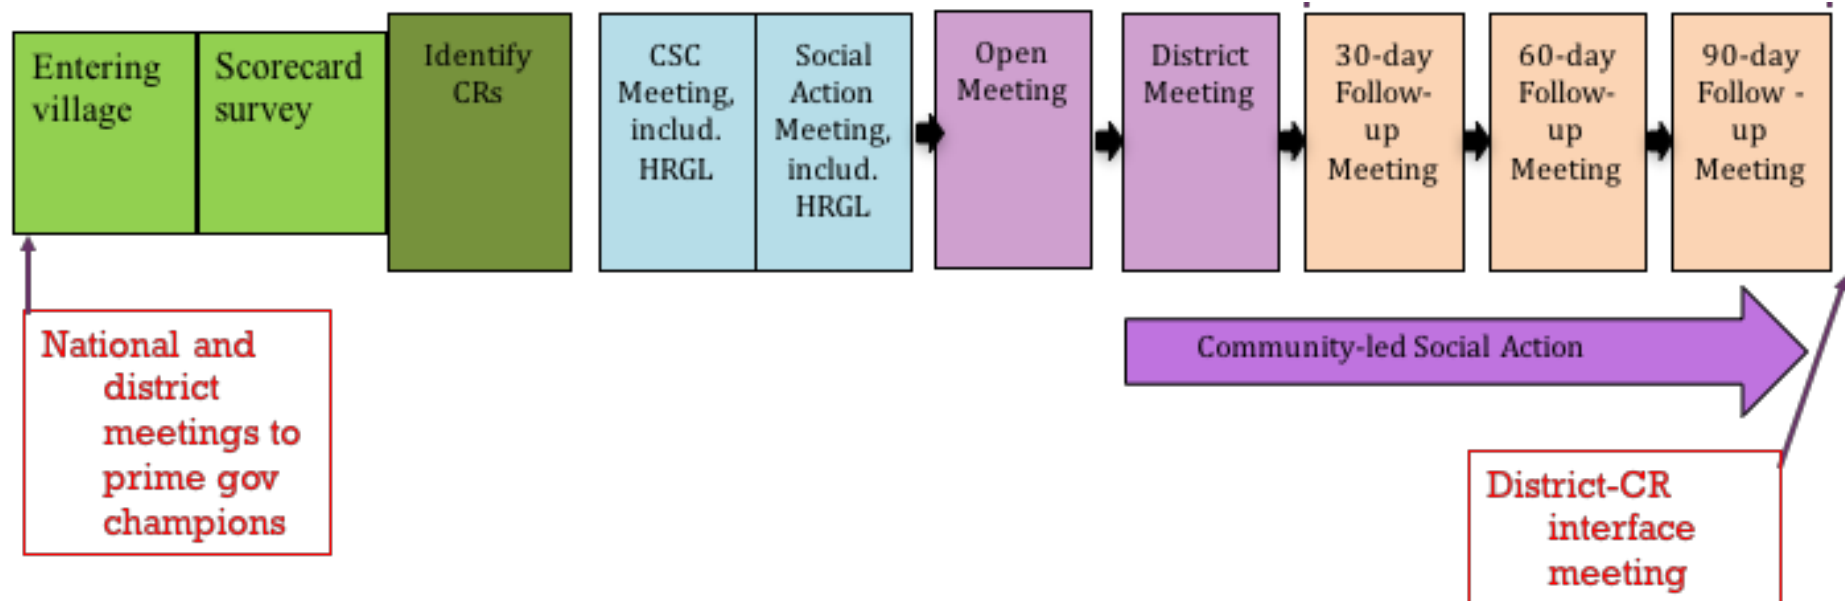 Entering
village
Scorecard
survey
Identify
CRs
CSC
Meeting,
includ.
HRGL
Social
Action
Meeting,
includ.
HRGL
Open
Meeting
District
Meeting
30-day
Follow-
up
Meeting
60-day
Follow-
up
Meeting
90-day
Follow -
up
Meeting
Community-led Social Action
National and
district
meetings to
prime gov
champions
District-CR
interface
meeting